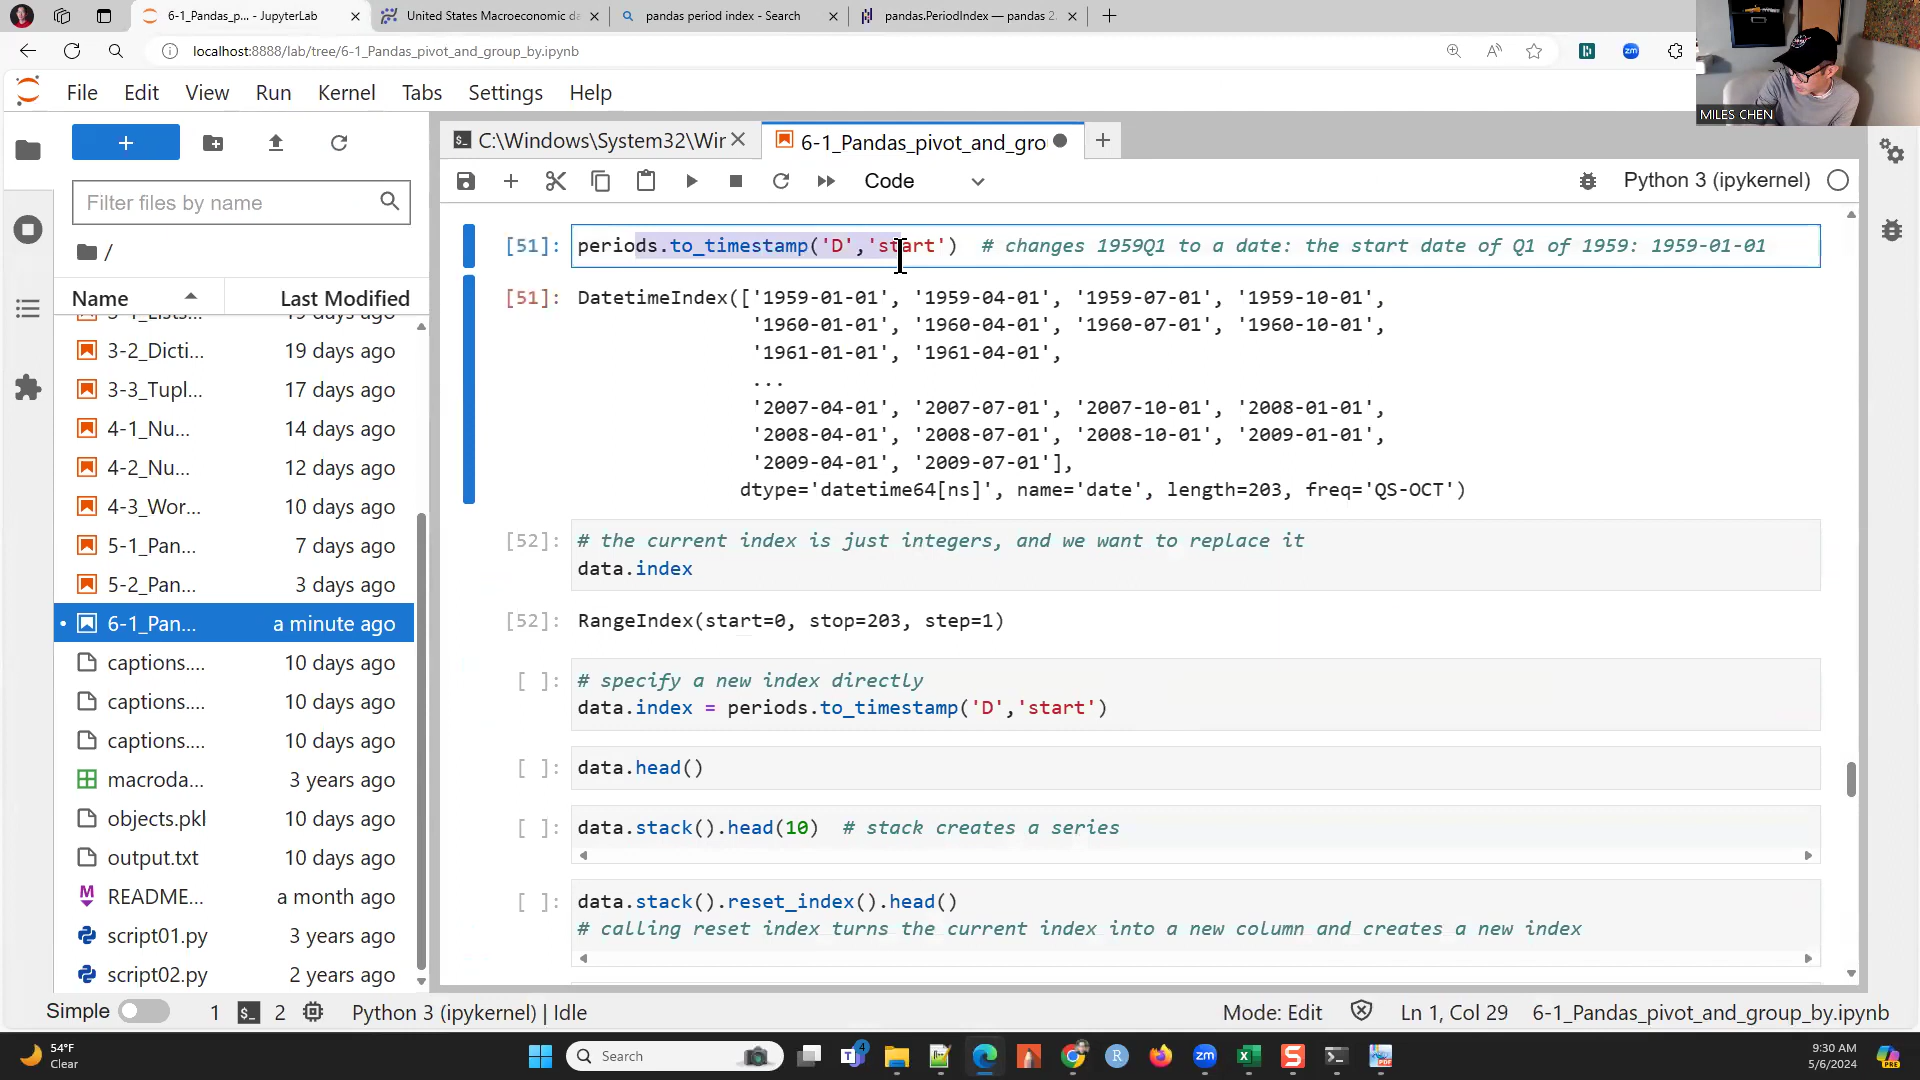 6-1_Pandas_p... - JupyterLab
United States Macroeconomic da
pandas period index - Search
pandas.PeriodIndex — pandas 2.
localhost:8888/lab/tree/6-1_Pandas_pivot_and_group_by.ipynb
MILES CHEN
File Edit View Run Kernel Tabs Settings Help
C:\Windows\System32\Wir
6-1_Pandas_pivot_and_gro
Code
Python 3 (ipykernel)
Filter files by name
/
Name
Last Modified
3-2_Dicti... 19 days ago
3-3_Tupl... 17 days ago
4-1_Nu... 14 days ago
4-2_Nu... 12 days ago
4-3_Wor... 10 days ago
5-1_Pan... 7 days ago
5-2_Pan... 3 days ago
6-1_Pan... a minute ago
captions.... 10 days ago
captions.... 10 days ago
captions.... 10 days ago
macroda... 3 years ago
objects.pkl 10 days ago
output.txt 10 days ago
README... a month ago
script01.py 3 years ago
script02.py 2 years ago
[51]: periods.to_timestamp('D','start') # changes 1959Q1 to a date: the start date of Q1 of 1959: 1959-01-01
[51]: DatetimeIndex(['1959-01-01', '1959-04-01', '1959-07-01', '1959-10-01',
'1960-01-01', '1960-04-01', '1960-07-01', '1960-10-01',
'1961-01-01', '1961-04-01',
...
'2007-04-01', '2007-07-01', '2007-10-01', '2008-01-01',
'2008-04-01', '2008-07-01', '2008-10-01', '2009-01-01',
'2009-04-01', '2009-07-01'],
dtype='datetime64[ns]', name='date', length=203, freq='QS-OCT')
[52]: # the current index is just integers, and we want to replace it
data.index
[52]: RangeIndex(start=0, stop=203, step=1)
[ ]: # specify a new index directly
data.index = periods.to_timestamp('D','start')
[ ]: data.head()
[ ]: data.stack().head(10) # stack creates a series
[ ]: data.stack().reset_index().head()
# calling reset index turns the current index into a new column and creates a new index
Simple 1 2 Python 3 (ipykernel) | Idle
Mode: Edit Ln 1, Col 29 6-1_Pandas_pivot_and_group_by.ipynb
54°F
Clear
Search
4
9:30 AM
5/6/2024